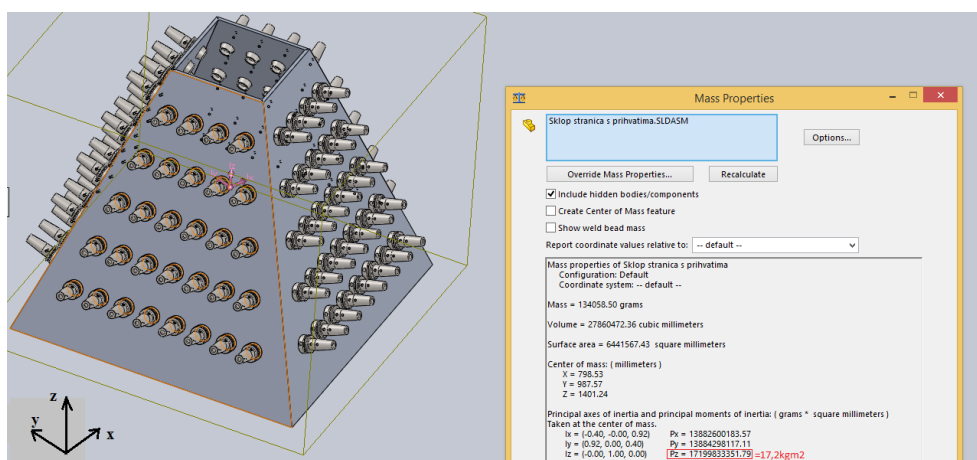 Mass Properties
Sklop stranica s prihvatima.SLDASM
Options...
Override Mass Properties...
Recalculate
Include hidden bodies/components
Create Center of Mass feature
Show weld bead mass
Report coordinate values relative to:
-- default --
Mass properties of Sklop stranica s prihvatima
Configuration: Default
Coordinate system: -- default --
Mass = 134058.50 grams
Volume = 27860472.36 cubic millimeters
Surface area = 6441567.43 square millimeters
Center of mass: ( millimeters )
X = 798.53
Y = 987.57
Z = 1401.24
Principal axes of inertia and principal moments of inertia: ( grams * square millimeters )
Taken at the center of mass.
Ix = (-0.40, -0.00, 0.92) Px = 13882600183.57
Iy = (0.92, 0.00, 0.40) Py = 13884298117.11
Iz = (-0.00, 1.00, 0.00) Pz = 17199833351.79 =17,2kgm2
z
y
x